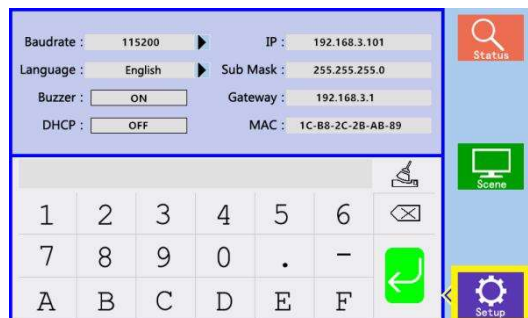 Baudrate : 115200 IP : 192.168.3.101
Language : English Sub Mask : 255.255.255.0
Buzzer : ON Gateway : 192.168.3.1
DHCP : OFF MAC : 1C-B8-2C-2B-AB-89
Status
1 2 3 4 5 6
Scene
7 8 9 0 . -
A B C D E F
Setup